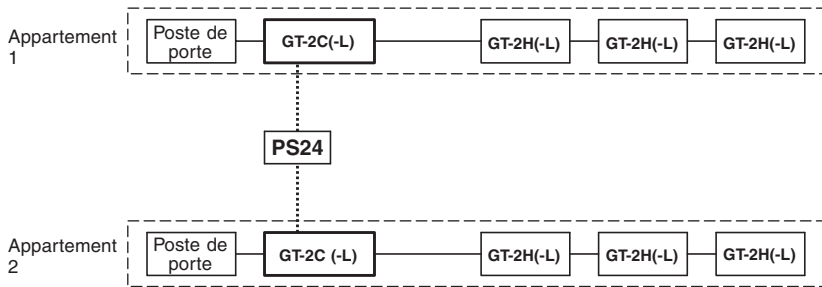 Appartement
1
Poste de
porte
GT-2C(-L)
GT-2H(-L)
GT-2H(-L)
GT-2H(-L)
PS24
Appartement
2
Poste de
porte
GT-2C (-L)
GT-2H(-L)
GT-2H(-L)
GT-2H(-L)